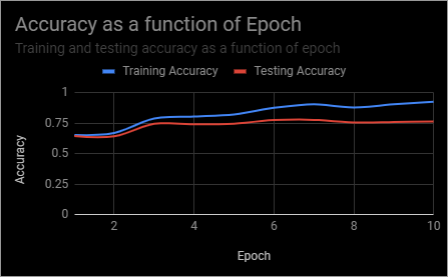 Accuracy as a function of Epoch
Training and testing accuracy as a function of epoch
Training Accuracy Testing Accuracy
1
0.75
0.5
0.25
0
Accuracy
2 4 6 8 10
Epoch